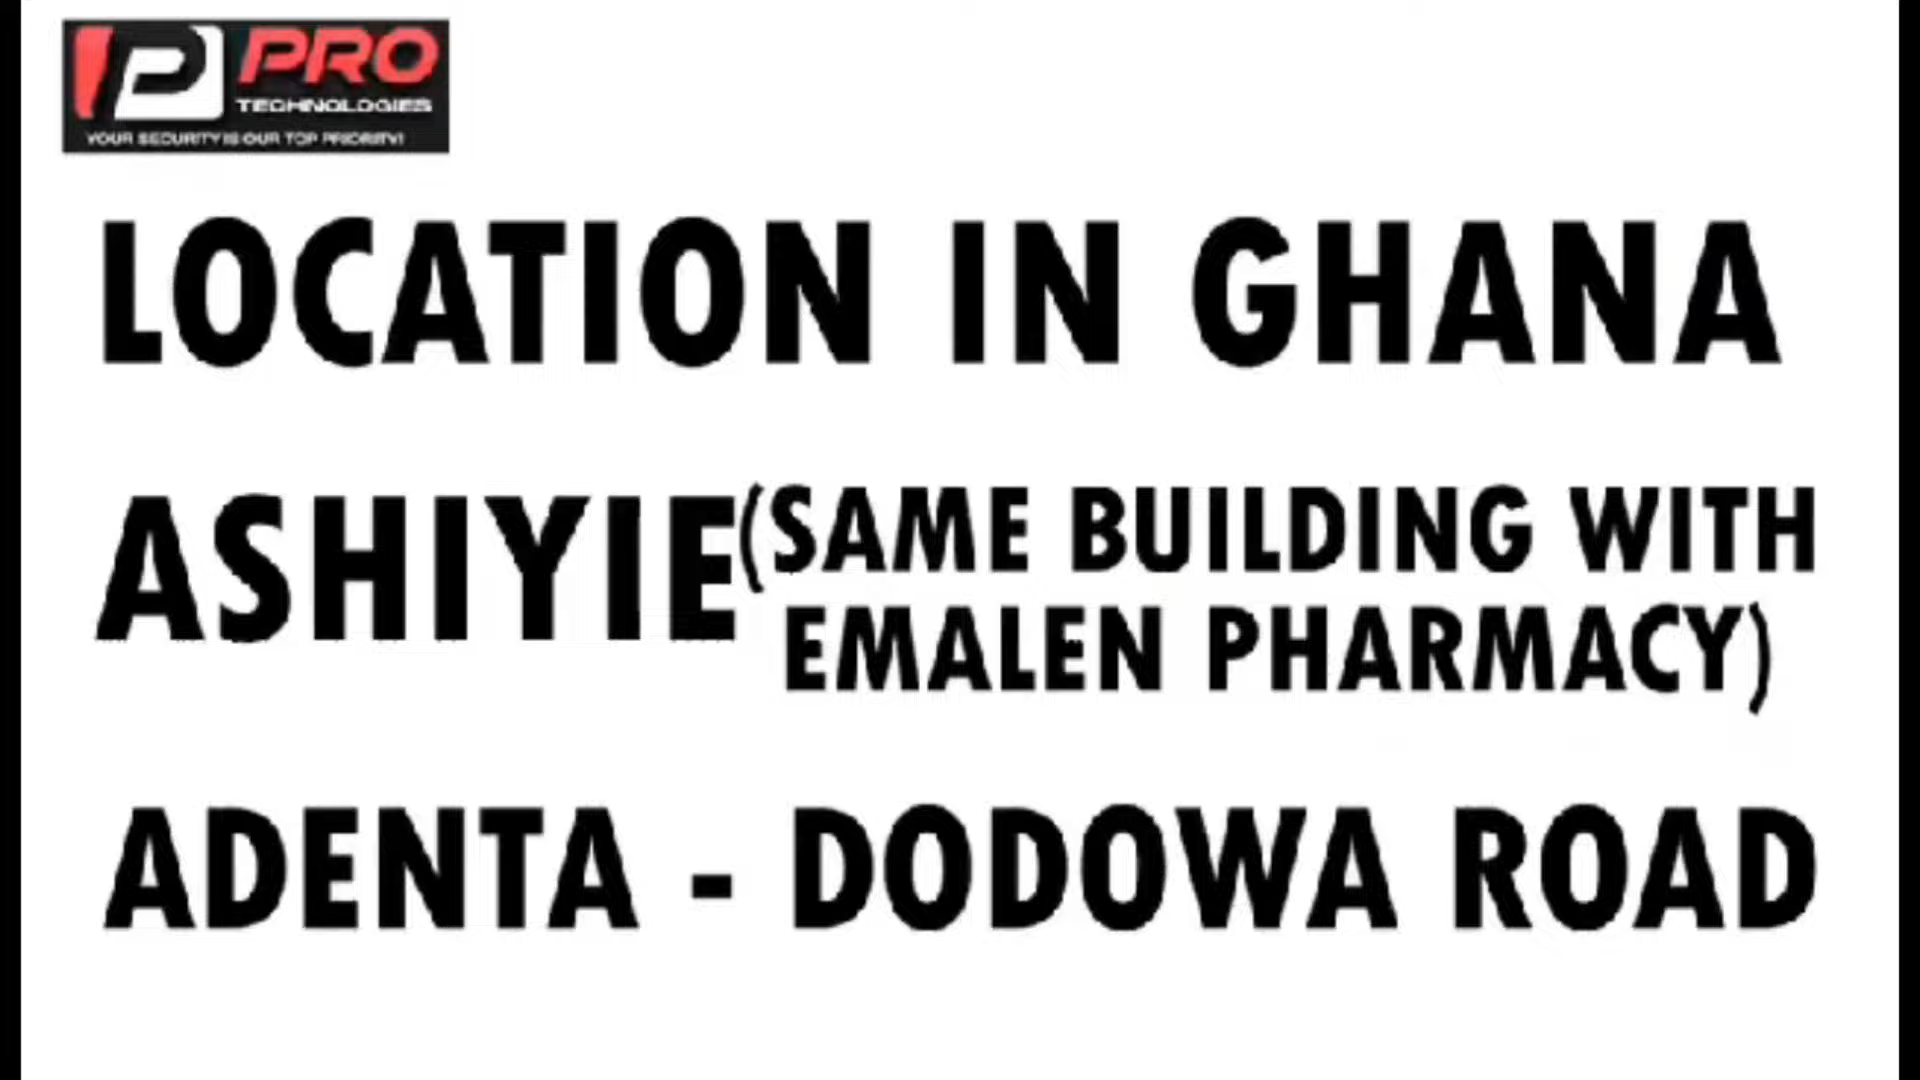 PRO
TECHNOLOGIES
YOUR SECURITY IS OUR TOP PRIORITY!
LOCATION IN GHANA
ASHIYIE (SAME BUILDING WITH
EMALEN PHARMACY)
ADENTA - DODOWA ROAD